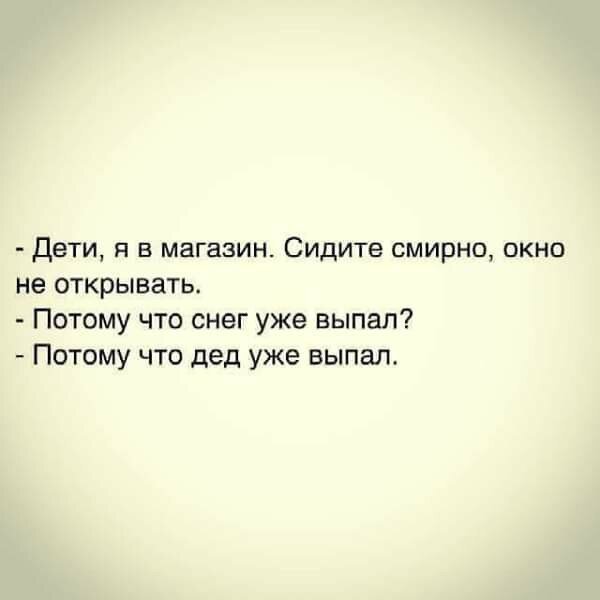 - Дети, я в магазин. Сидите смирно, окно
не открывать.
- Потому что снег уже выпал?
- Потому что дед уже выпал.